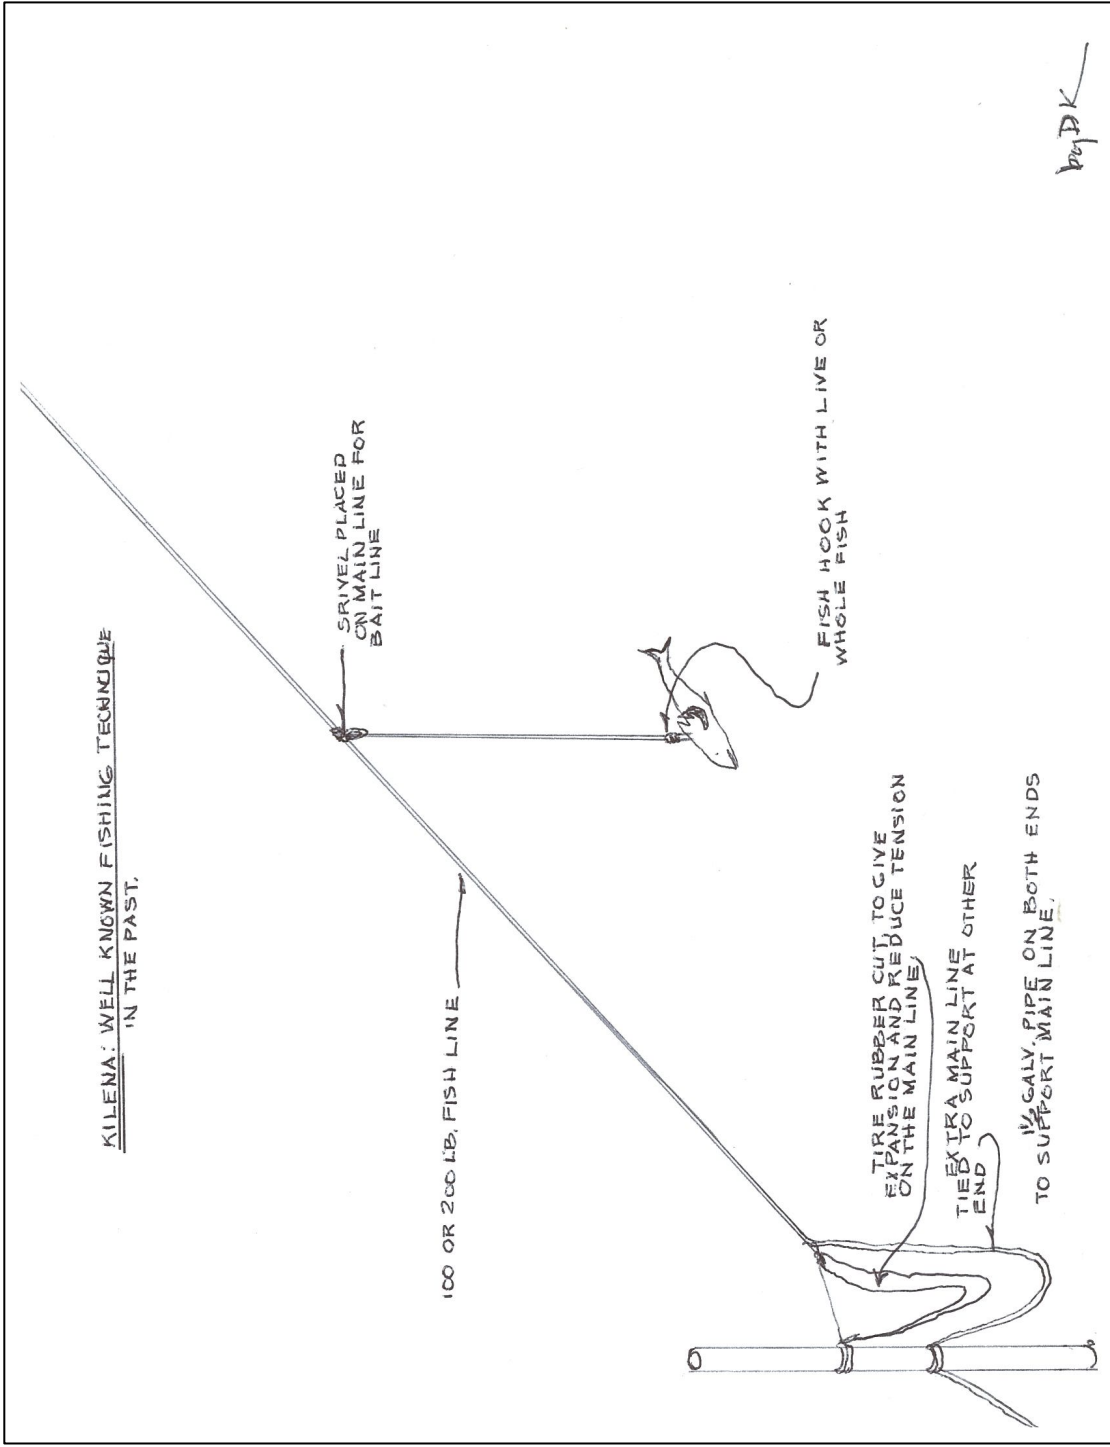 KILENA: WELL KNOWN FISHING TECHNIQUE
IN THE PAST.
SRIVEL PLACED
ON MAIN LINE FOR
BAIT LINE
100 OR 200 LB. FISH LINE
FISH HOOK WITH LIVE OR
WHOLE FISH
TIRE RUBBER CUT, TO GIVE
EXPANSION AND REDUCE TENSION
ON THE MAIN LINE.
EXTRA MAIN LINE
TIED TO SUPPORT AT OTHER
END
1½ GALV. PIPE ON BOTH ENDS
TO SUPPORT MAIN LINE.
by DK